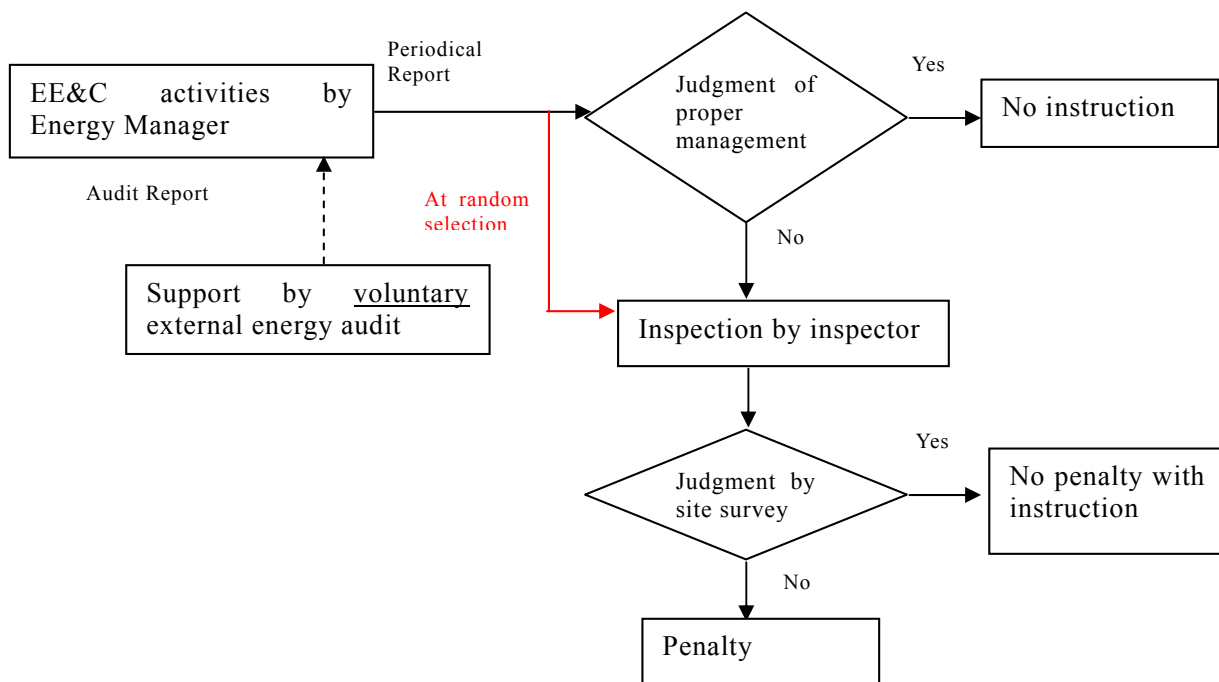 EE&C activities by
Energy Manager
Periodical
Report
Judgment of
proper
management
Yes
No instruction
Audit Report
At random
selection
No
Support by voluntary
external energy audit
Inspection by inspector
Judgment by
site survey
Yes
No penalty with
instruction
No
Penalty